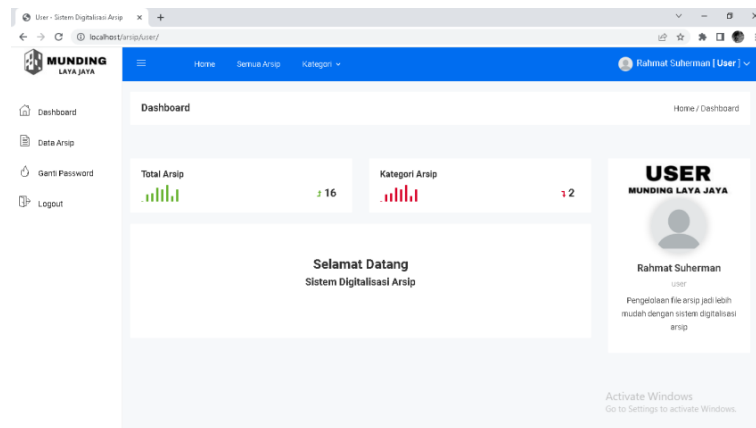 User - Sistem Digitalisasi Arsip
localhost/arsip/user/
MUNDING
LAYA JAYA
Home
Semua Arsip
Kategori
Rahmat Suherman [ User ]
Dashboard
Data Arsip
Ganti Password
Logout
Dashboard
Home / Dashboard
Total Arsip
16
Kategori Arsip
2
Selamat Datang
Sistem Digitalisasi Arsip
USER
MUNDING LAYA JAYA
Rahmat Suherman
user
Pengelolaan file arsip jadi lebih
mudah dengan sistem digitalisasi
arsip
Activate Windows
Go to Settings to activate Windows.